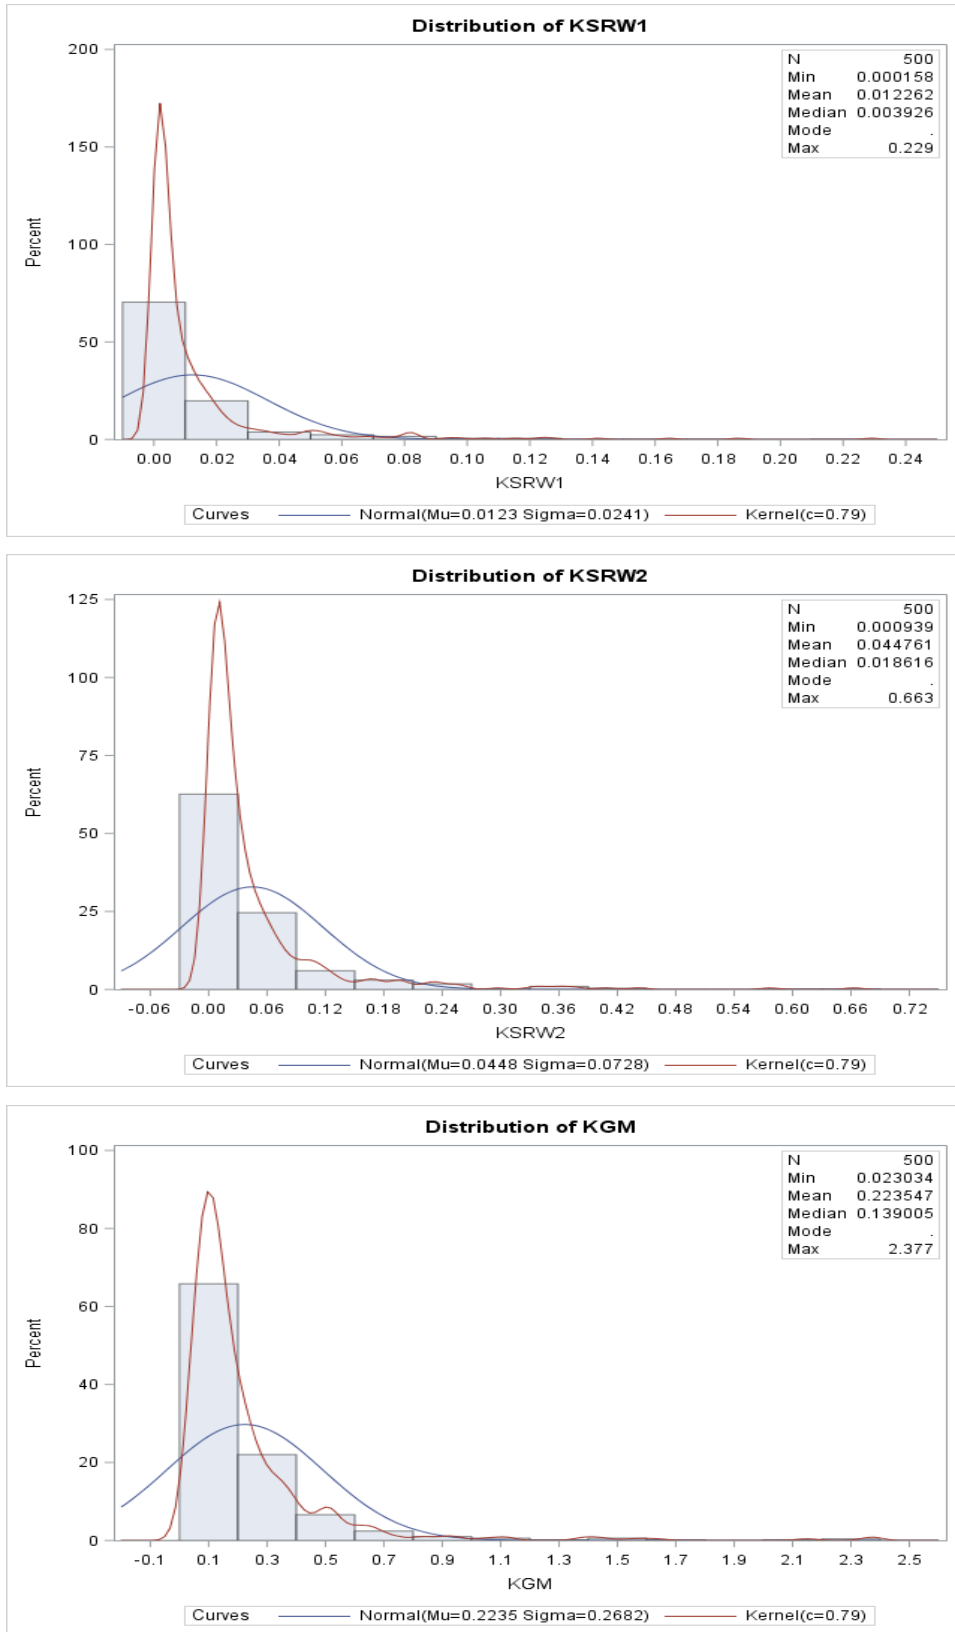 Distribution of KSRW1
200
150
100
50
0
Percent
N 500
Min 0.000158
Mean 0.012262
Median 0.003926
Mode .
Max 0.229
0.00 0.02 0.04 0.06 0.08 0.10 0.12 0.14 0.16 0.18 0.20 0.22 0.24
KSRW1
Curves Normal(Mu=0.0123 Sigma=0.0241) Kernel(c=0.79)
Distribution of KSRW2
125
100
75
50
25
0
Percent
N 500
Min 0.000939
Mean 0.044761
Median 0.018616
Mode .
Max 0.663
-0.06 0.00 0.06 0.12 0.18 0.24 0.30 0.36 0.42 0.48 0.54 0.60 0.66 0.72
KSRW2
Curves Normal(Mu=0.0448 Sigma=0.0728) Kernel(c=0.79)
Distribution of KGM
100
80
60
40
20
0
Percent
N 500
Min 0.023034
Mean 0.223547
Median 0.139005
Mode .
Max 2.377
-0.1 0.1 0.3 0.5 0.7 0.9 1.1 1.3 1.5 1.7 1.9 2.1 2.3 2.5
KGM
Curves Normal(Mu=0.2235 Sigma=0.2682) Kernel(c=0.79)